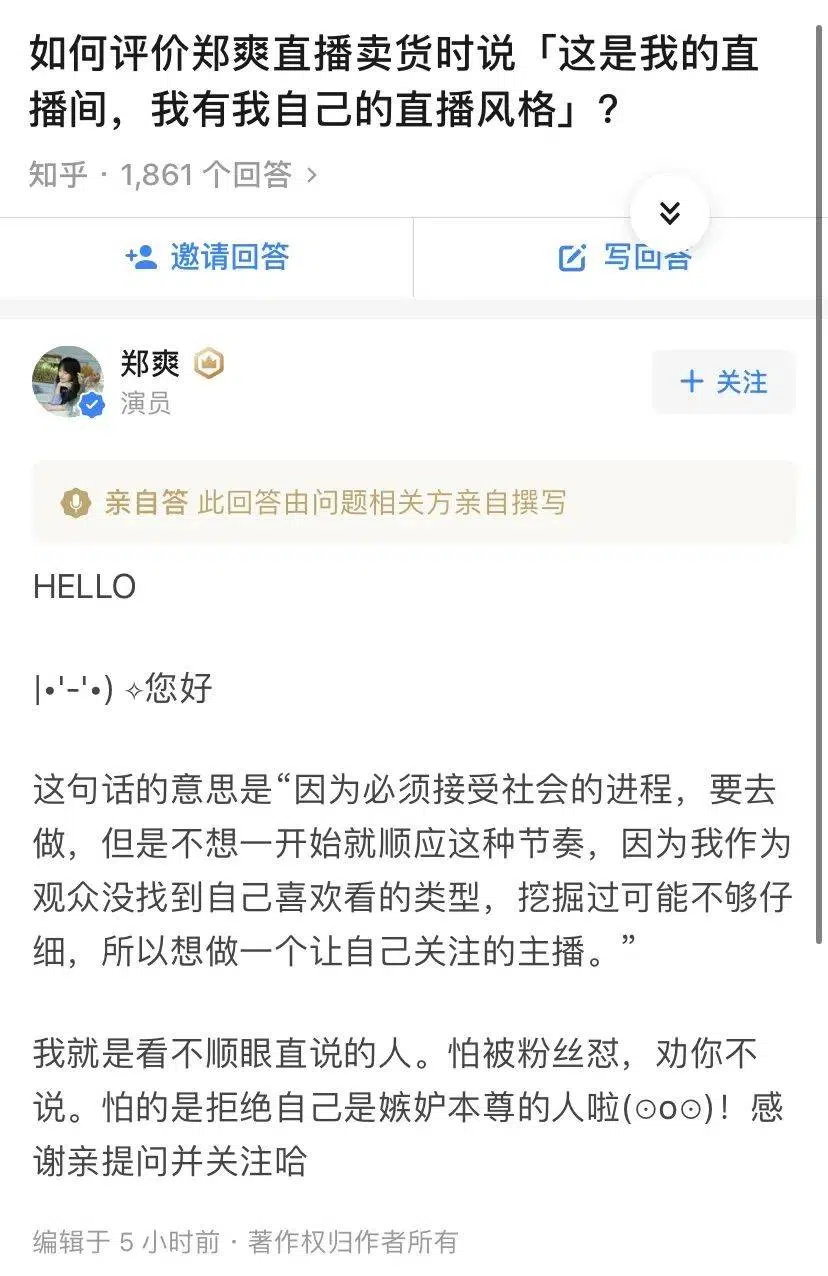 如何评价郑爽直播卖货时说「这是我的直
播间，我有我自己的直播风格」?
知乎 · 1,861 个回答 >
邀请回答
写回答
郑爽
演员
+ 关注
亲自答 此回答由问题相关方亲自撰写
HELLO
|•'-'•) ✧您好
这句话的意思是“因为必须接受社会的进程，要去
做，但是不想一开始就顺应这种节奏，因为我作为
观众没找到自己喜欢看的类型，挖掘过可能不够仔
细，所以想做一个让自己关注的主播。”
我就是看不顺眼直说的人。怕被粉丝怼，劝你不
说。怕的是拒绝自己是嫉妒本尊的人啦(⊙o⊙)！感
谢亲提问并关注哈
编辑于 5 小时前 · 著作权归作者所有